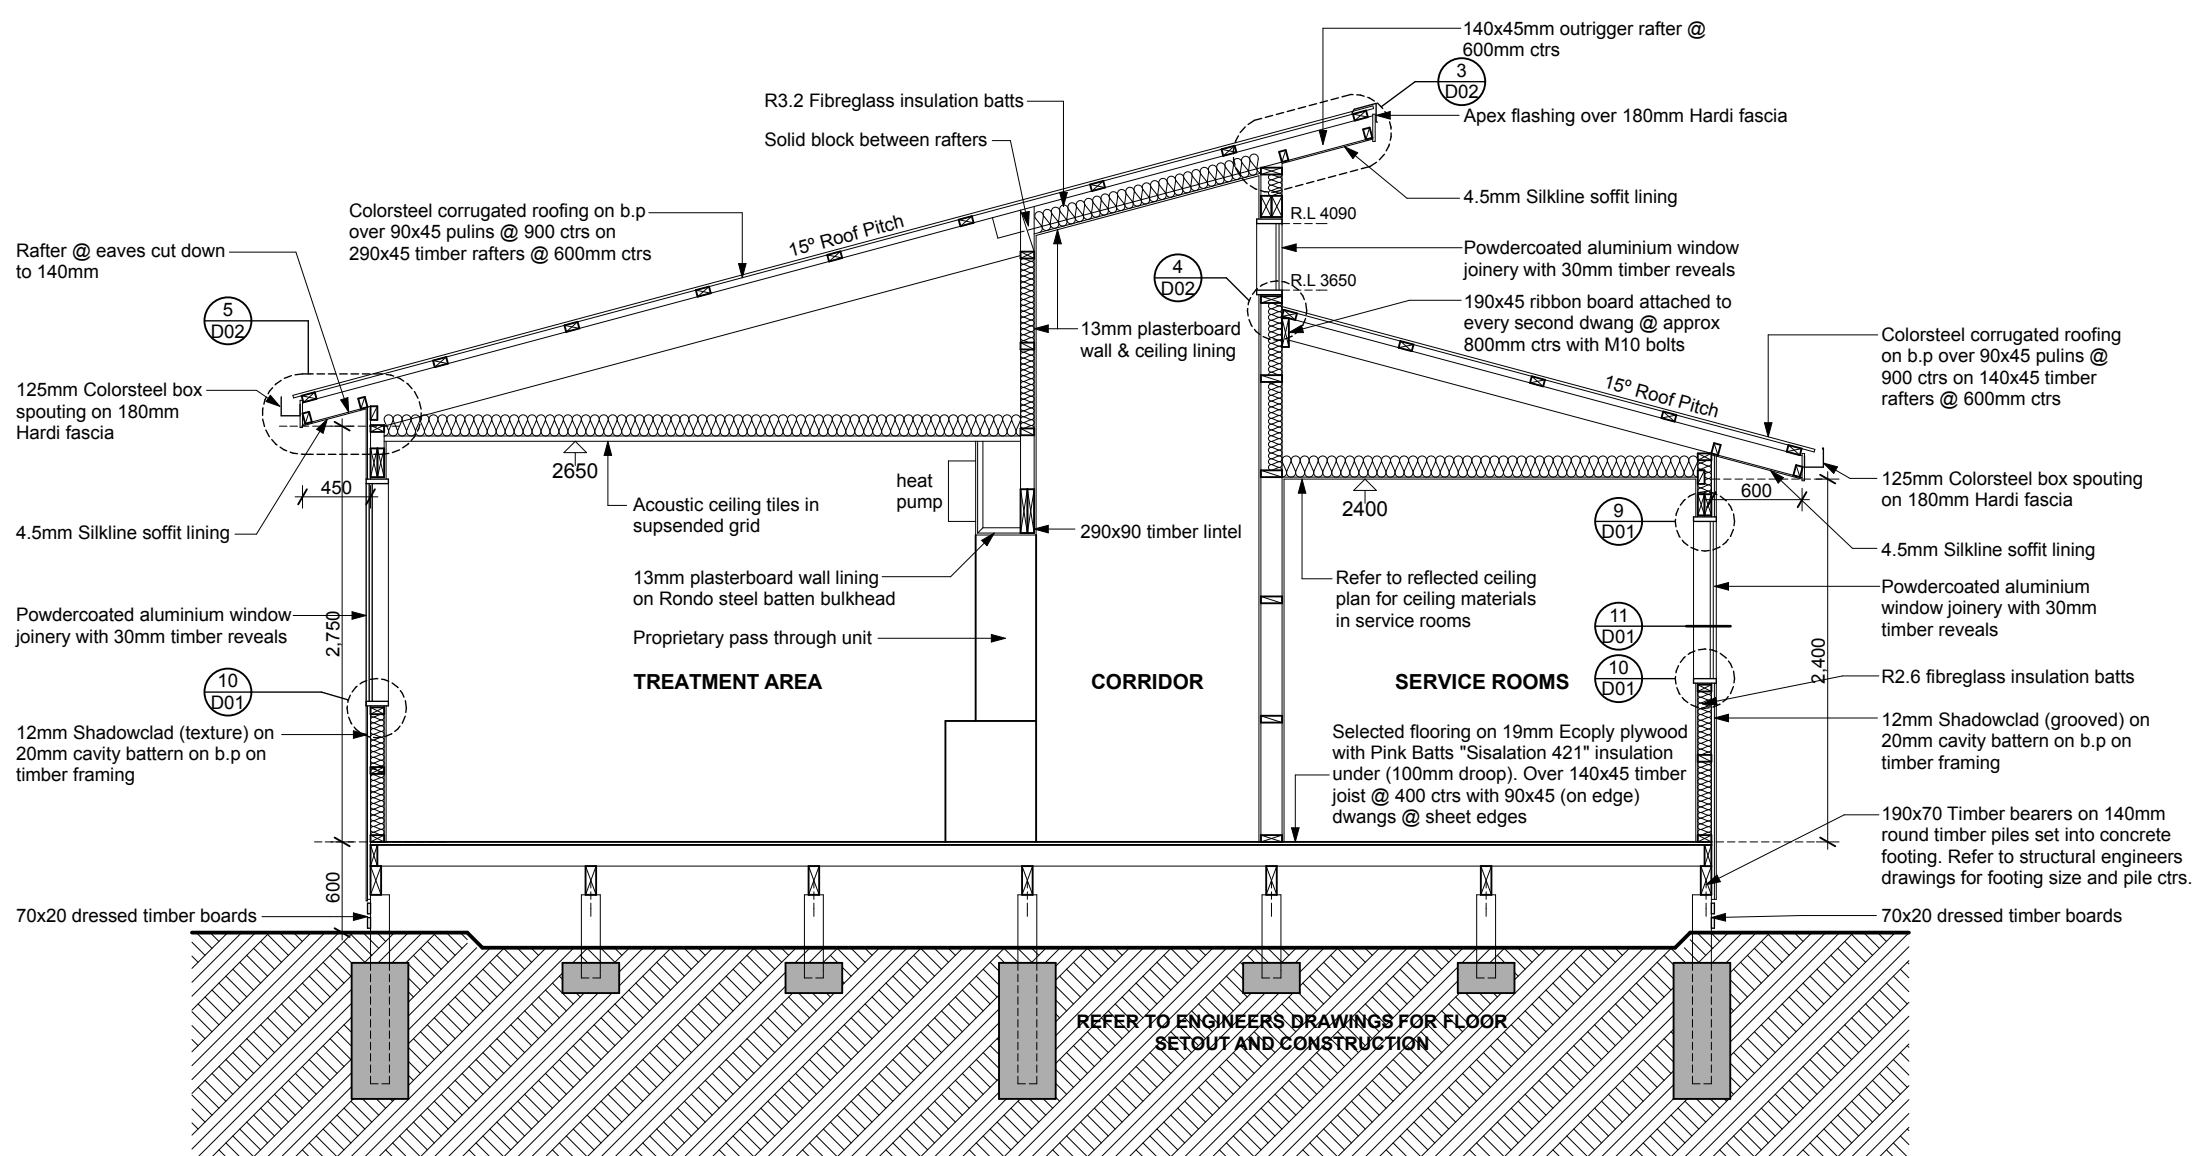 140x45mm outrigger rafter @
600mm ctrs
3
D02
R3.2 Fibreglass insulation batts
Apex flashing over 180mm Hardi fascia
Solid block between rafters
4.5mm Silkline soffit lining
Colorsteel corrugated roofing on b.p
over 90x45 pulins @ 900 ctrs on
290x45 timber rafters @ 600mm ctrs
15º Roof Pitch
R.L 4090
Rafter @ eaves cut down
to 140mm
Powdercoated aluminium window
joinery with 30mm timber reveals
4
D02
R.L 3650
5
D02
190x45 ribbon board attached to
every second dwang @ approx
800mm ctrs with M10 bolts
13mm plasterboard
wall & ceiling lining
Colorsteel corrugated roofing
on b.p over 90x45 pulins @
900 ctrs on 140x45 timber
rafters @ 600mm ctrs
15º Roof Pitch
125mm Colorsteel box
spouting on 180mm
Hardi fascia
2650
heat
pump
450
Acoustic ceiling tiles in
supsended grid
2400
600
125mm Colorsteel box spouting
on 180mm Hardi fascia
9
D01
4.5mm Silkline soffit lining
290x90 timber lintel
4.5mm Silkline soffit lining
13mm plasterboard wall lining
on Rondo steel batten bulkhead
Refer to reflected ceiling
plan for ceiling materials
in service rooms
Powdercoated aluminium
window joinery with 30mm
timber reveals
Powdercoated aluminium window
joinery with 30mm timber reveals
2,750
Proprietary pass through unit
11
D01
2,400
10
D01
TREATMENT AREA
CORRIDOR
SERVICE ROOMS
10
D01
R2.6 fibreglass insulation batts
12mm Shadowclad (texture) on
20mm cavity battern on b.p on
timber framing
Selected flooring on 19mm Ecoply plywood
with Pink Batts "Sisalation 421" insulation
under (100mm droop). Over 140x45 timber
joist @ 400 ctrs with 90x45 (on edge)
dwangs @ sheet edges
12mm Shadowclad (grooved) on
20mm cavity battern on b.p on
timber framing
190x70 Timber bearers on 140mm
round timber piles set into concrete
footing. Refer to structural engineers
drawings for footing size and pile ctrs.
600
70x20 dressed timber boards
70x20 dressed timber boards
REFER TO ENGINEERS DRAWINGS FOR FLOOR
SETOUT AND CONSTRUCTION